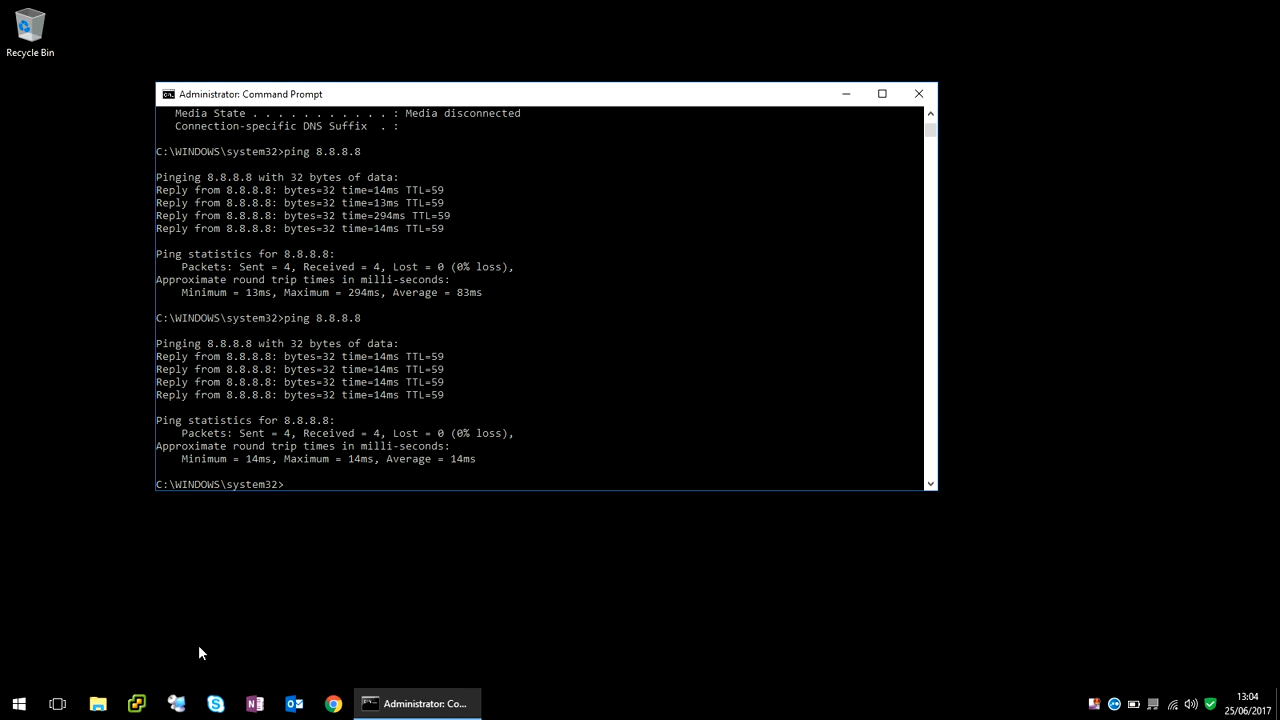 Recycle Bin
Administrator: Command Prompt
Media State . . . . . . . . . . . : Media disconnected
Connection-specific DNS Suffix  . :
C:\WINDOWS\system32>ping 8.8.8.8
Pinging 8.8.8.8 with 32 bytes of data:
Reply from 8.8.8.8: bytes=32 time=14ms TTL=59
Reply from 8.8.8.8: bytes=32 time=13ms TTL=59
Reply from 8.8.8.8: bytes=32 time=294ms TTL=59
Reply from 8.8.8.8: bytes=32 time=14ms TTL=59
Ping statistics for 8.8.8.8:
Packets: Sent = 4, Received = 4, Lost = 0 (0% loss),
Approximate round trip times in milli-seconds:
Minimum = 13ms, Maximum = 294ms, Average = 83ms
C:\WINDOWS\system32>ping 8.8.8.8
Pinging 8.8.8.8 with 32 bytes of data:
Reply from 8.8.8.8: bytes=32 time=14ms TTL=59
Reply from 8.8.8.8: bytes=32 time=14ms TTL=59
Reply from 8.8.8.8: bytes=32 time=14ms TTL=59
Reply from 8.8.8.8: bytes=32 time=14ms TTL=59
Ping statistics for 8.8.8.8:
Packets: Sent = 4, Received = 4, Lost = 0 (0% loss),
Approximate round trip times in milli-seconds:
Minimum = 14ms, Maximum = 14ms, Average = 14ms
C:\WINDOWS\system32>
Administrator: Co...
13:04
25/06/2017